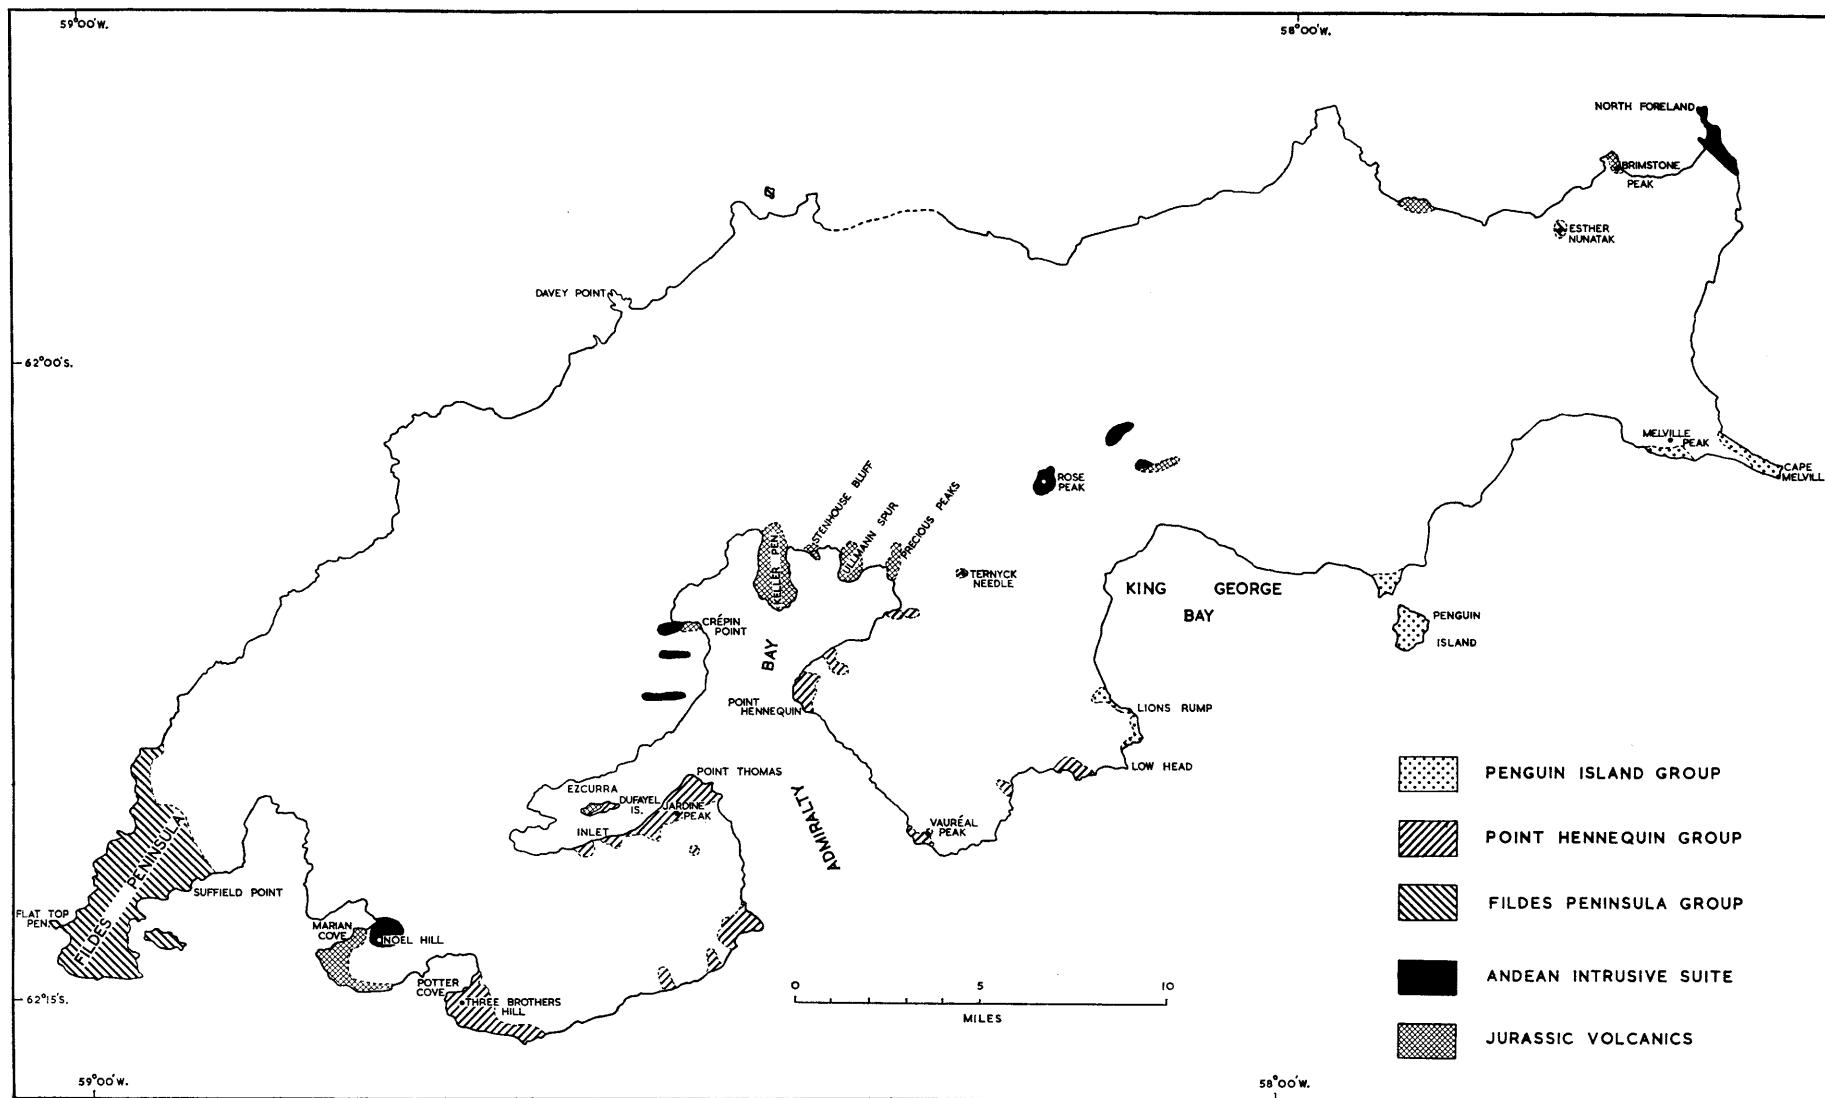 59°00'W.
58°00'W.
NORTH FORELAND
BRIMSTONE
PEAK
ESTHER
NUNATAK
DAVEY POINT
62°00'S.
MELVILLE
PEAK
CAPE
MELVILL
ROSE
PEAK
STENHOUSE BLUFF
ULLMANN SPUR
PRECIOUS PEAKS
KELLER PEN.
TERNYCK
NEEDLE
KING GEORGE
BAY
PENGUIN
ISLAND
CRÉPIN
POINT
BAY
POINT
HENNEQUIN
LIONS RUMP
LOW HEAD
POINT THOMAS
EZCURRA
DUFAYEL
IS.
JARDINE
PEAK
INLET
ADMIRALTY
VAURÉAL
PEAK
FILDES PENINSULA
SUFFIELD POINT
FLAT TOP
PEN.
MARIAN
COVE
NOEL HILL
POTTER
COVE
THREE BROTHERS
HILL
62°15'S.
0 5 10
MILES
PENGUIN ISLAND GROUP
POINT HENNEQUIN GROUP
FILDES PENINSULA GROUP
ANDEAN INTRUSIVE SUITE
JURASSIC VOLCANICS
59°00'W.
58°00'W.